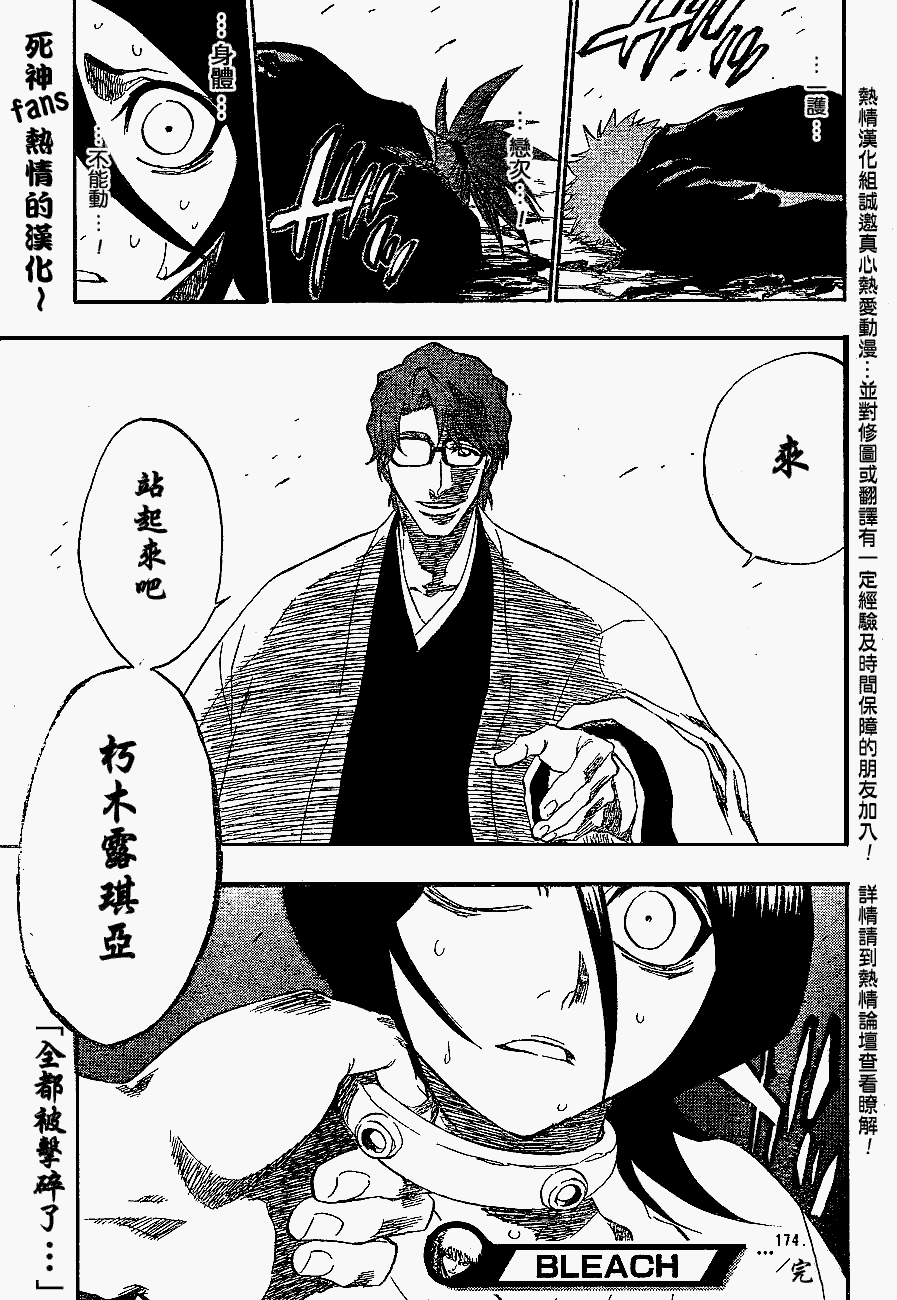 熱情漢化組誠邀真心熱愛動漫…並對修圖或翻譯有一定經驗及時間保障的朋友加入！ 詳情請到熱情論壇查看瞭解！
…一護…
…戀次…！
…身體…
…不能動…！
死神fans熱情的漢化～
來
站起來吧
朽木露琪亞
「全都被擊碎了…」
174.
…/完
BLEACH